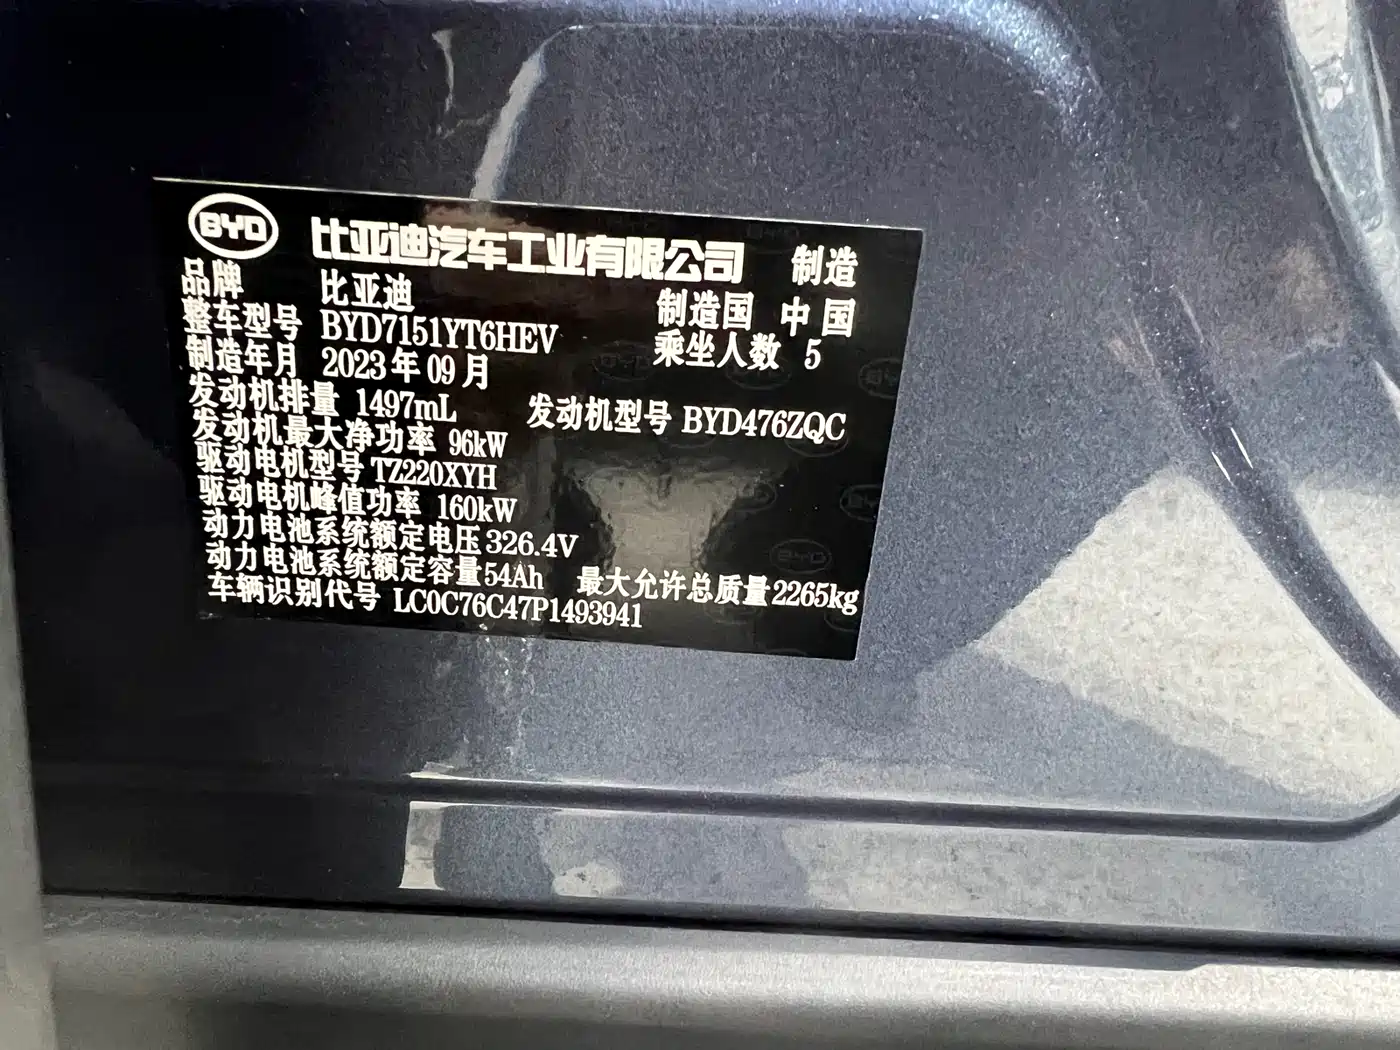 BYD 比亚迪汽车工业有限公司 制造
品牌 比亚迪 制造国 中国
整车型号 BYD7151YT6HEV 乘坐人数 5
制造年月 2023年09月
发动机排量 1497mL 发动机型号 BYD476ZQC
发动机最大净功率 96kW
驱动电机型号 TZ220XYH
驱动电机峰值功率 160kW
动力电池系统额定电压 326.4V
动力电池系统额定容量 54Ah 最大允许总质量 2265kg
车辆识别代号 LC0C76C47P1493941